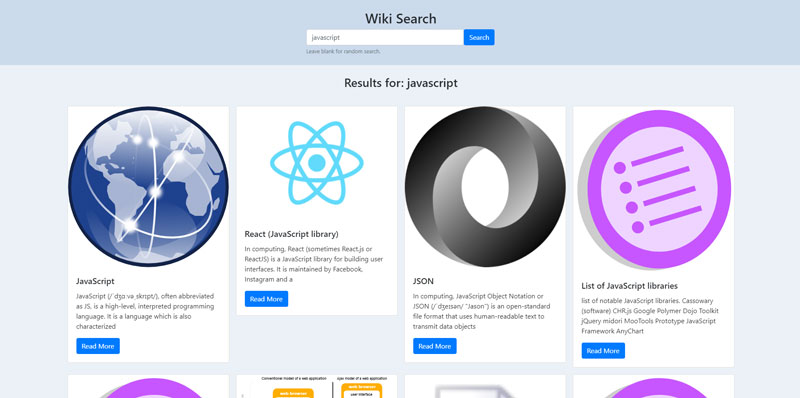 Wiki Search
javascript
Search
Leave blank for random search.
Results for: javascript
JavaScript
JavaScript (/ˈdʒɑːvəˌskrɪpt/), often abbreviated
as JS, is a high-level, interpreted programming
language. It is a language which is also
characterized
Read More
React (JavaScript library)
In computing, React (sometimes React.js or
ReactJS) is a JavaScript library for building user
interfaces. It is maintained by Facebook,
Instagram and a
Read More
JSON
In computing, JavaScript Object Notation or
JSON (/ˈdʒeɪsən/ "Jason") is an open-standard
file format that uses human-readable text to
transmit data objects
Read More
List of JavaScript libraries
list of notable JavaScript libraries. Cassowary
(software) CHR.js Google Polymer Dojo Toolkit
jQuery midori MooTools Prototype JavaScript
Framework AnyChart
Read More
Conventional model of a web application
Ajax model of a web application
user interface